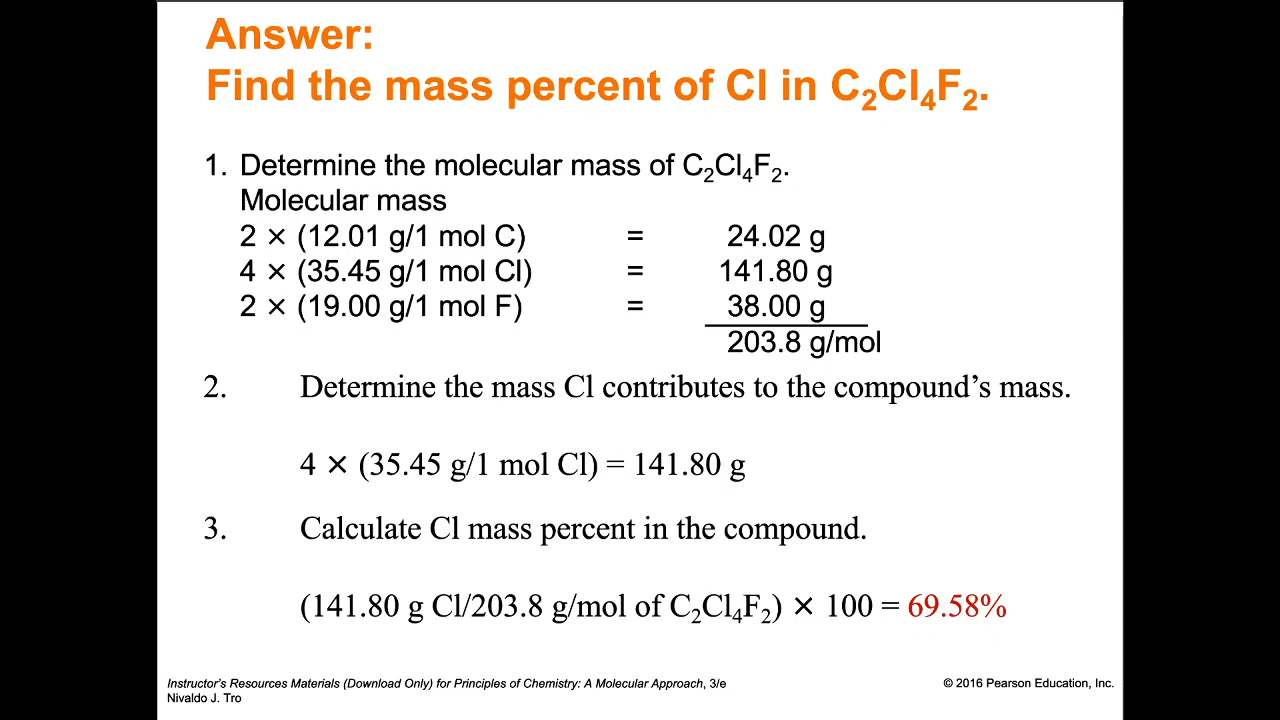 Answer:
Find the mass percent of Cl in C₂Cl₄F₂.
1. Determine the molecular mass of C₂Cl₄F₂.
Molecular mass
2 × (12.01 g/1 mol C) = 24.02 g
4 × (35.45 g/1 mol Cl) = 141.80 g
2 × (19.00 g/1 mol F) = 38.00 g
203.8 g/mol
2. Determine the mass Cl contributes to the compound’s mass.
4 × (35.45 g/1 mol Cl) = 141.80 g
3. Calculate Cl mass percent in the compound.
(141.80 g Cl/203.8 g/mol of C₂Cl₄F₂) × 100 = 69.58%
Instructor’s Resources Materials (Download Only) for Principles of Chemistry: A Molecular Approach, 3/e
Nivaldo J. Tro
© 2016 Pearson Education, Inc.